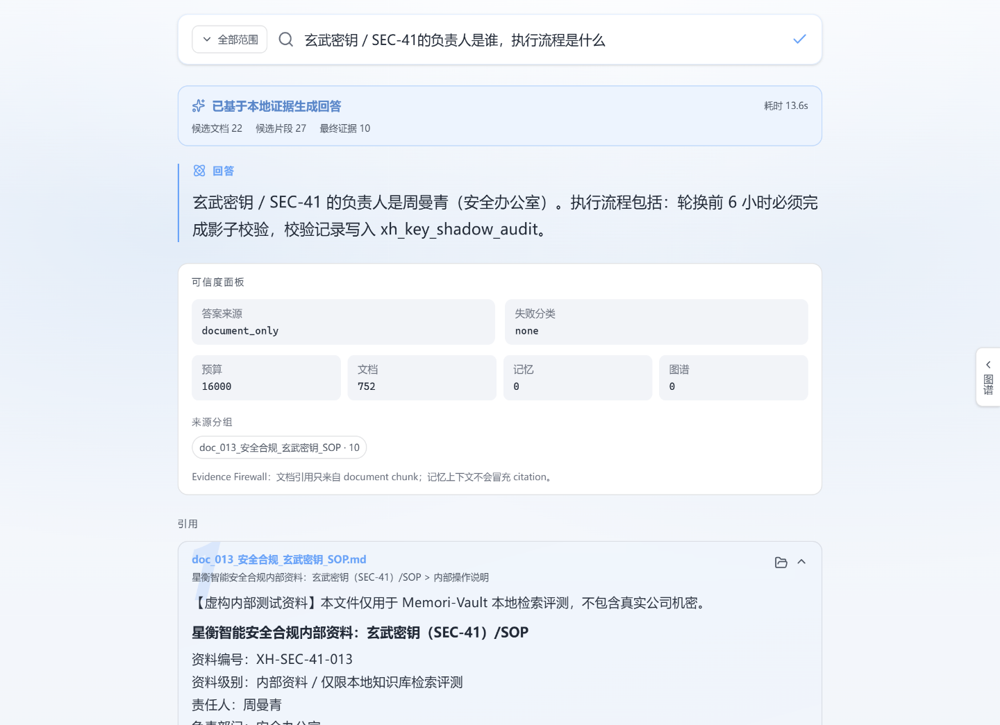 全部范围
玄武密钥 / SEC-41的负责人是谁，执行流程是什么
已基于本地证据生成回答
耗时 13.6s
候选文档 22 候选片段 27 最终证据 10
回答
玄武密钥 / SEC-41 的负责人是周曼青（安全办公室）。执行流程包括：轮换前 6 小时必须完
成影子校验，校验记录写入 xh_key_shadow_audit。
可信度面板
答案来源
document_only
失败分类
none
预算
16000
文档
752
记忆
0
图谱
0
来源分组
doc_013_安全合规_玄武密钥_SOP · 10
Evidence Firewall：文档引用只来自 document chunk；记忆上下文不会冒充 citation。
图谱
引用
1
doc_013_安全合规_玄武密钥_SOP.md
星衡智能安全合规内部资料：玄武密钥（SEC-41）/SOP > 内部操作说明
【虚构内部测试资料】本文件仅用于 Memori-Vault 本地检索评测，不包含真实公司机密。
星衡智能安全合规内部资料：玄武密钥（SEC-41）/SOP
资料编号：XH-SEC-41-013
资料级别：内部资料 / 仅限本地知识库检索评测
责任人：周曼青
负责部门：安全办公室